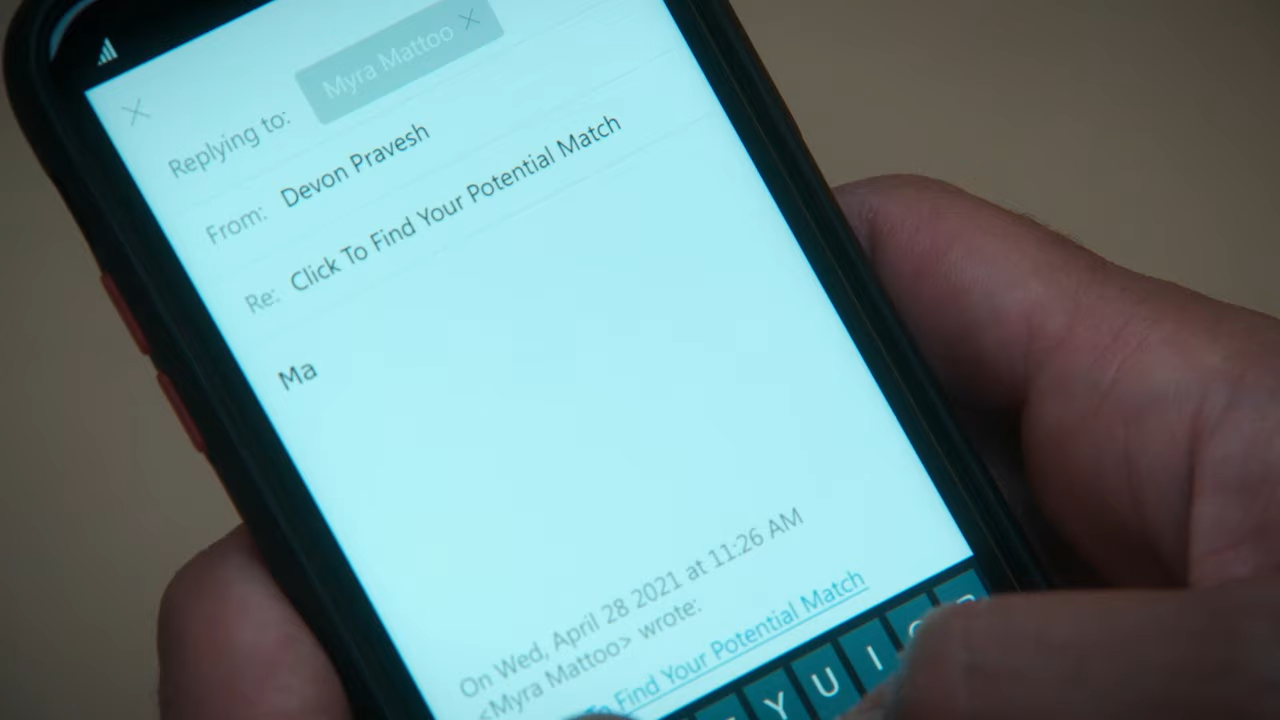 Replying to: Myra Mattoo
From: Devon Pravesh
Re: Click To Find Your Potential Match
Ma
On Wed, April 28 2021 at 11:26 AM
<Myra Mattoo> wrote:
To Find Your Potential Match
Y U I